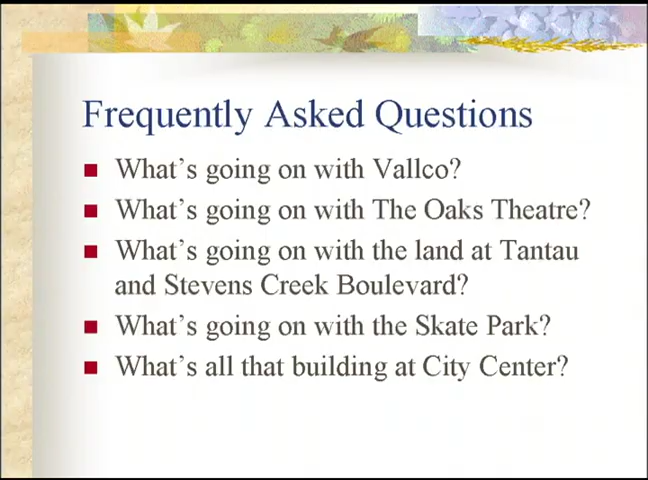 Frequently Asked Questions
What's going on with Vallco?
What's going on with The Oaks Theatre?
What's going on with the land at Tantau
and Stevens Creek Boulevard?
What's going on with the Skate Park?
What's all that building at City Center?